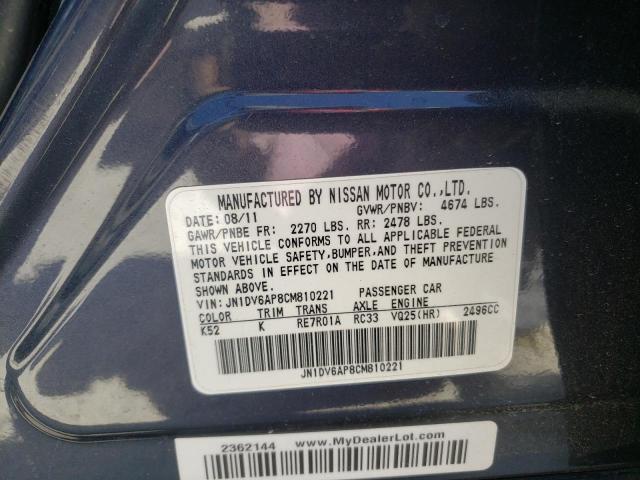 MANUFACTURED BY NISSAN MOTOR CO.,LTD.
DATE: 08/11 GVWR/PNBV: 4674 LBS.
GAWR/PNBE FR: 2270 LBS. RR: 2478 LBS.
THIS VEHICLE CONFORMS TO ALL APPLICABLE FEDERAL
MOTOR VEHICLE SAFETY,BUMPER,AND THEFT PREVENTION
STANDARDS IN EFFECT ON THE DATE OF MANUFACTURE
SHOWN ABOVE.
VIN: JN1DV6AP8CM810221 PASSENGER CAR
COLOR TRIM TRANS AXLE ENGINE
K52 K RE7R01A RC33 VQ25(HR) 2496CC
JN1DV6AP8CM810221
2362144 www.MyDealerLot.com